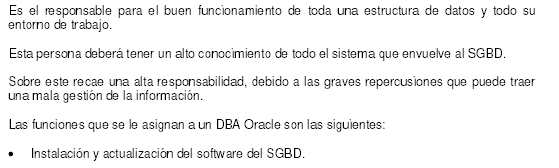 Es el responsable para el buen funcionamiento de toda una estructura de datos y todo su
entorno de trabajo.
Esta persona deberá tener un alto conocimiento de todo el sistema que envuelve al SGBD.
Sobre este recae una alta responsabilidad, debido a las graves repercusiones que puede traer
una mala gestión de la información.
Las funciones que se le asignan a un DBA Oracle son las siguientes:
• Instalación y actualización del software del SGBD.